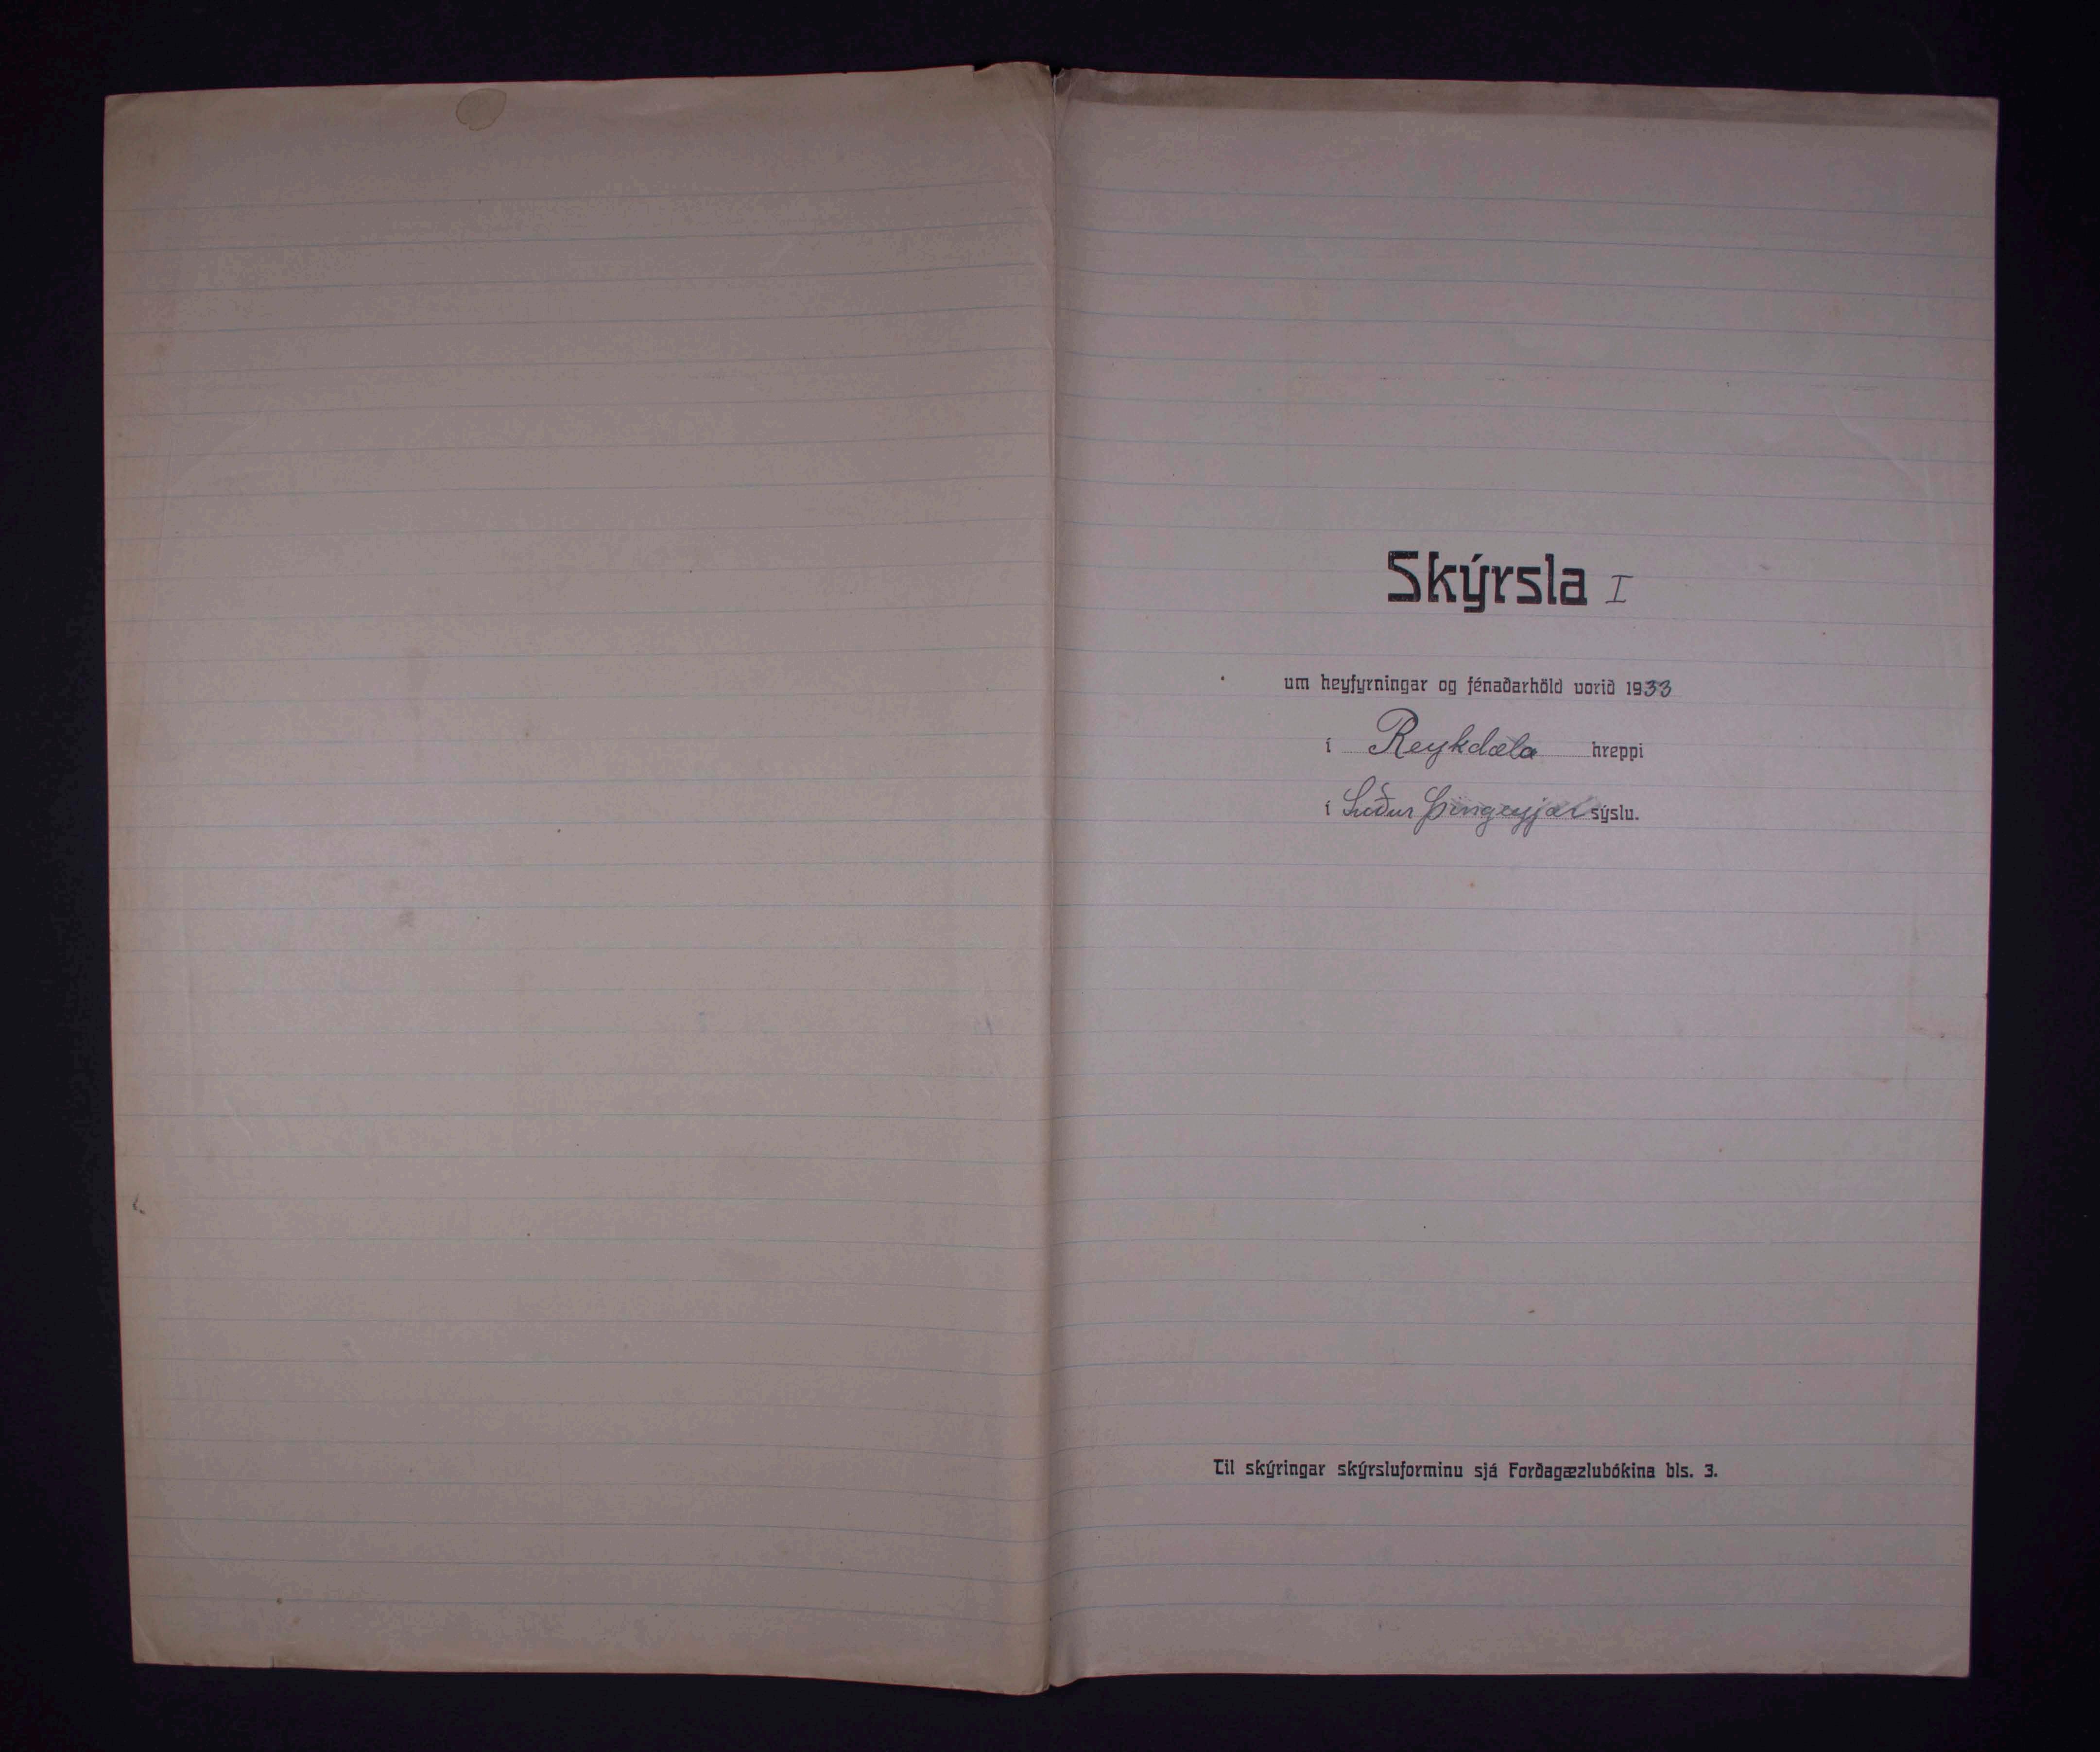 Skýrsla I
um heyfyrningar og fénaðarhöld vorið 1933
í Reykdæla hreppi
í Suður Þingeyjar sýslu.
Til skýringar skýrsluforminu sjá Forðagæzlubókina bls. 3.